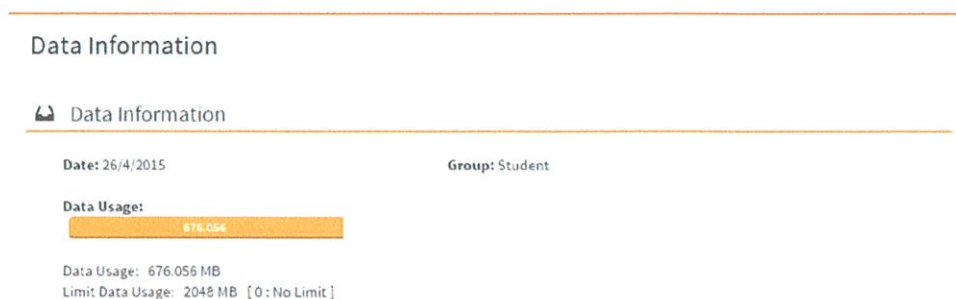 Data Information
Data Information
Date: 26/4/2015 Group: Student
Data Usage:
676.056
Data Usage: 676.056 MB
Limit Data Usage: 2048 MB [ 0 : No Limit ]